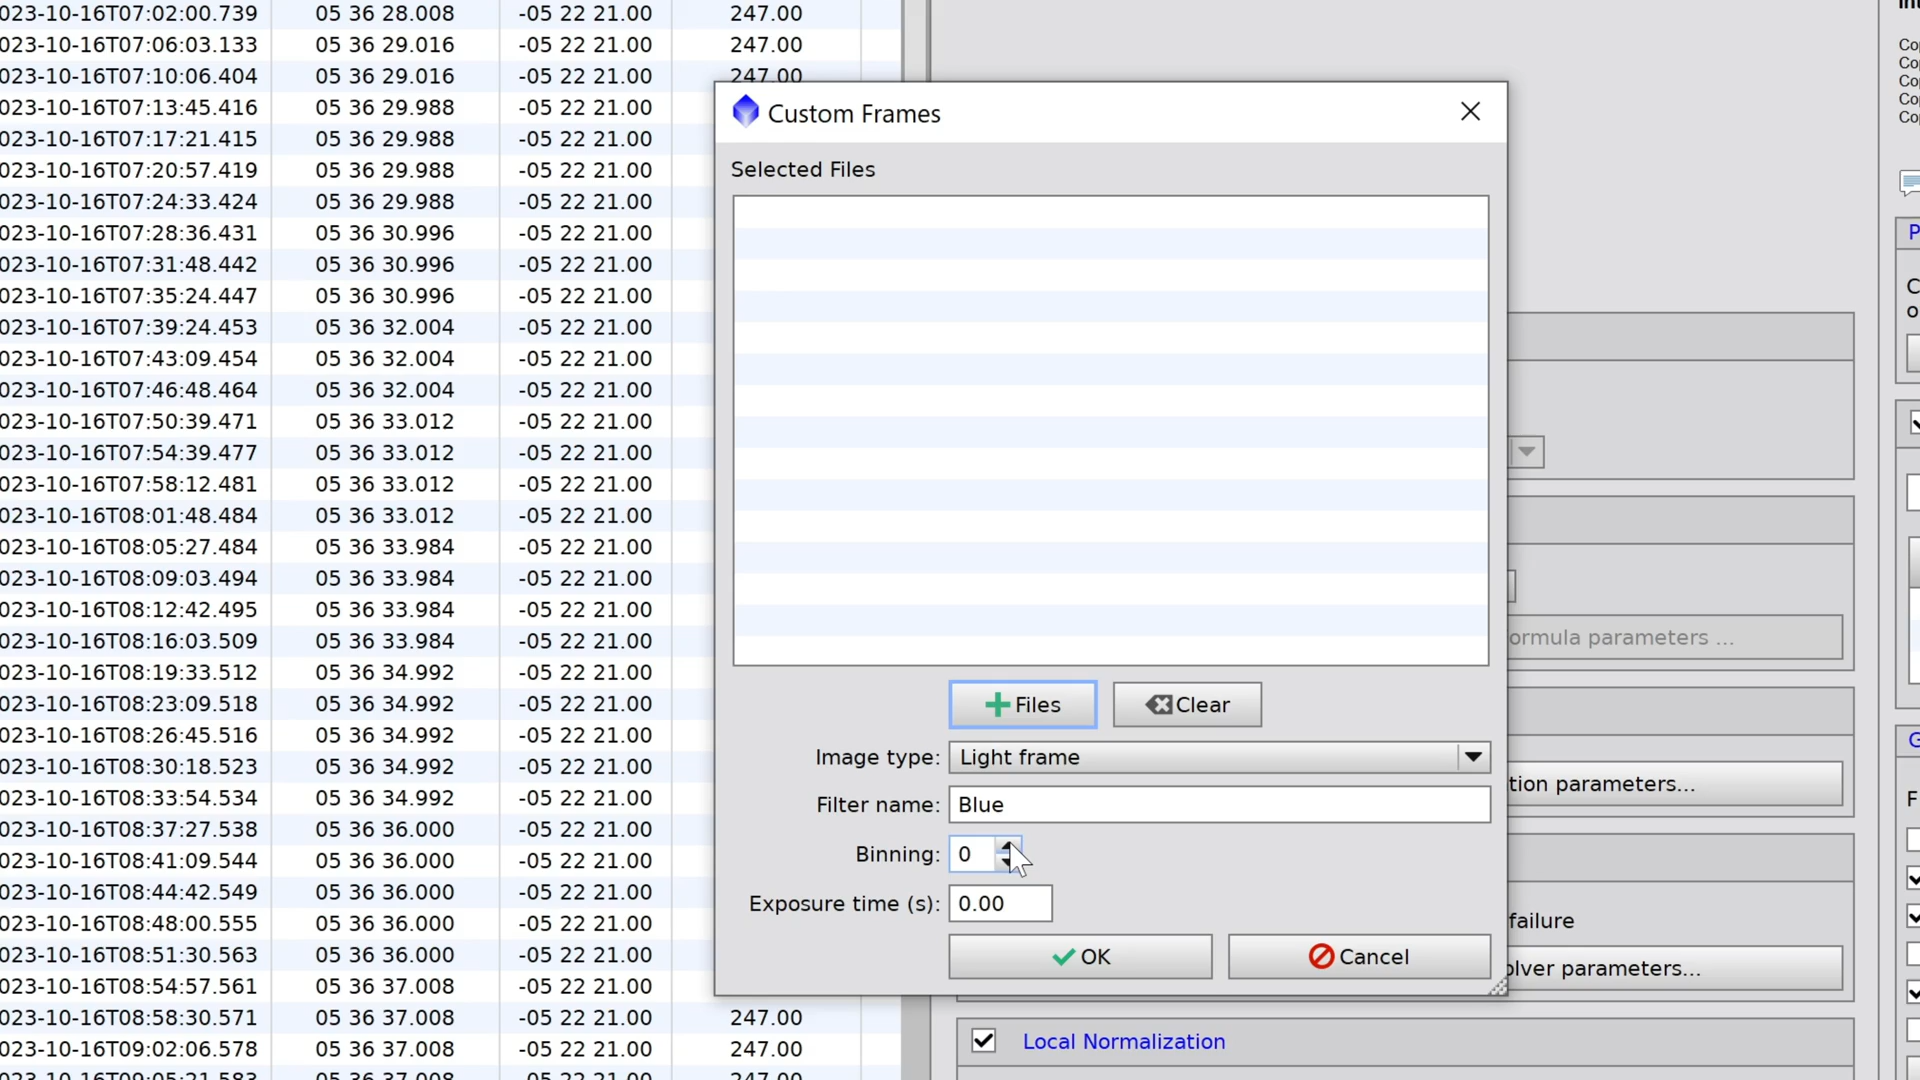 023-10-16T07:02:00.739 05 36 28.008 -05 22 21.00 247.00
023-10-16T07:06:03.133 05 36 29.016 -05 22 21.00 247.00
023-10-16T07:10:06.404 05 36 29.016 -05 22 21.00 247.00
023-10-16T07:13:45.416 05 36 29.988 -05 22 21.00
023-10-16T07:17:21.415 05 36 29.988 -05 22 21.00
023-10-16T07:20:57.419 05 36 29.988 -05 22 21.00
023-10-16T07:24:33.424 05 36 29.988 -05 22 21.00
023-10-16T07:28:36.431 05 36 30.996 -05 22 21.00
023-10-16T07:31:48.442 05 36 30.996 -05 22 21.00
023-10-16T07:35:24.447 05 36 30.996 -05 22 21.00
023-10-16T07:39:24.453 05 36 32.004 -05 22 21.00
023-10-16T07:43:09.454 05 36 32.004 -05 22 21.00
023-10-16T07:46:48.464 05 36 32.004 -05 22 21.00
023-10-16T07:50:39.471 05 36 33.012 -05 22 21.00
023-10-16T07:54:39.477 05 36 33.012 -05 22 21.00
023-10-16T07:58:12.481 05 36 33.012 -05 22 21.00
023-10-16T08:01:48.484 05 36 33.012 -05 22 21.00
023-10-16T08:05:27.484 05 36 33.984 -05 22 21.00
023-10-16T08:09:03.494 05 36 33.984 -05 22 21.00
023-10-16T08:12:42.495 05 36 33.984 -05 22 21.00
023-10-16T08:16:03.509 05 36 33.984 -05 22 21.00
023-10-16T08:19:33.512 05 36 34.992 -05 22 21.00
023-10-16T08:23:09.518 05 36 34.992 -05 22 21.00
023-10-16T08:26:45.516 05 36 34.992 -05 22 21.00
023-10-16T08:30:18.523 05 36 34.992 -05 22 21.00
023-10-16T08:33:54.534 05 36 34.992 -05 22 21.00
023-10-16T08:37:27.538 05 36 36.000 -05 22 21.00
023-10-16T08:41:09.544 05 36 36.000 -05 22 21.00
023-10-16T08:44:42.549 05 36 36.000 -05 22 21.00
023-10-16T08:48:00.555 05 36 36.000 -05 22 21.00
023-10-16T08:51:30.563 05 36 36.000 -05 22 21.00
023-10-16T08:54:57.561 05 36 37.008 -05 22 21.00
023-10-16T08:58:30.571 05 36 37.008 -05 22 21.00 247.00
023-10-16T09:02:06.578 05 36 37.008 -05 22 21.00 247.00
023-10-16T09:05:21.583 05 36 37.008 -05 22 21.00 247.00
Custom Frames
Selected Files
Files Clear
Image type: Light frame
Filter name: Blue
Binning: 0
Exposure time (s): 0.00
OK Cancel
ormula parameters ...
tion parameters...
failure
olver parameters...
Local Normalization
Cop
Cop
Cop
Cop
Cop